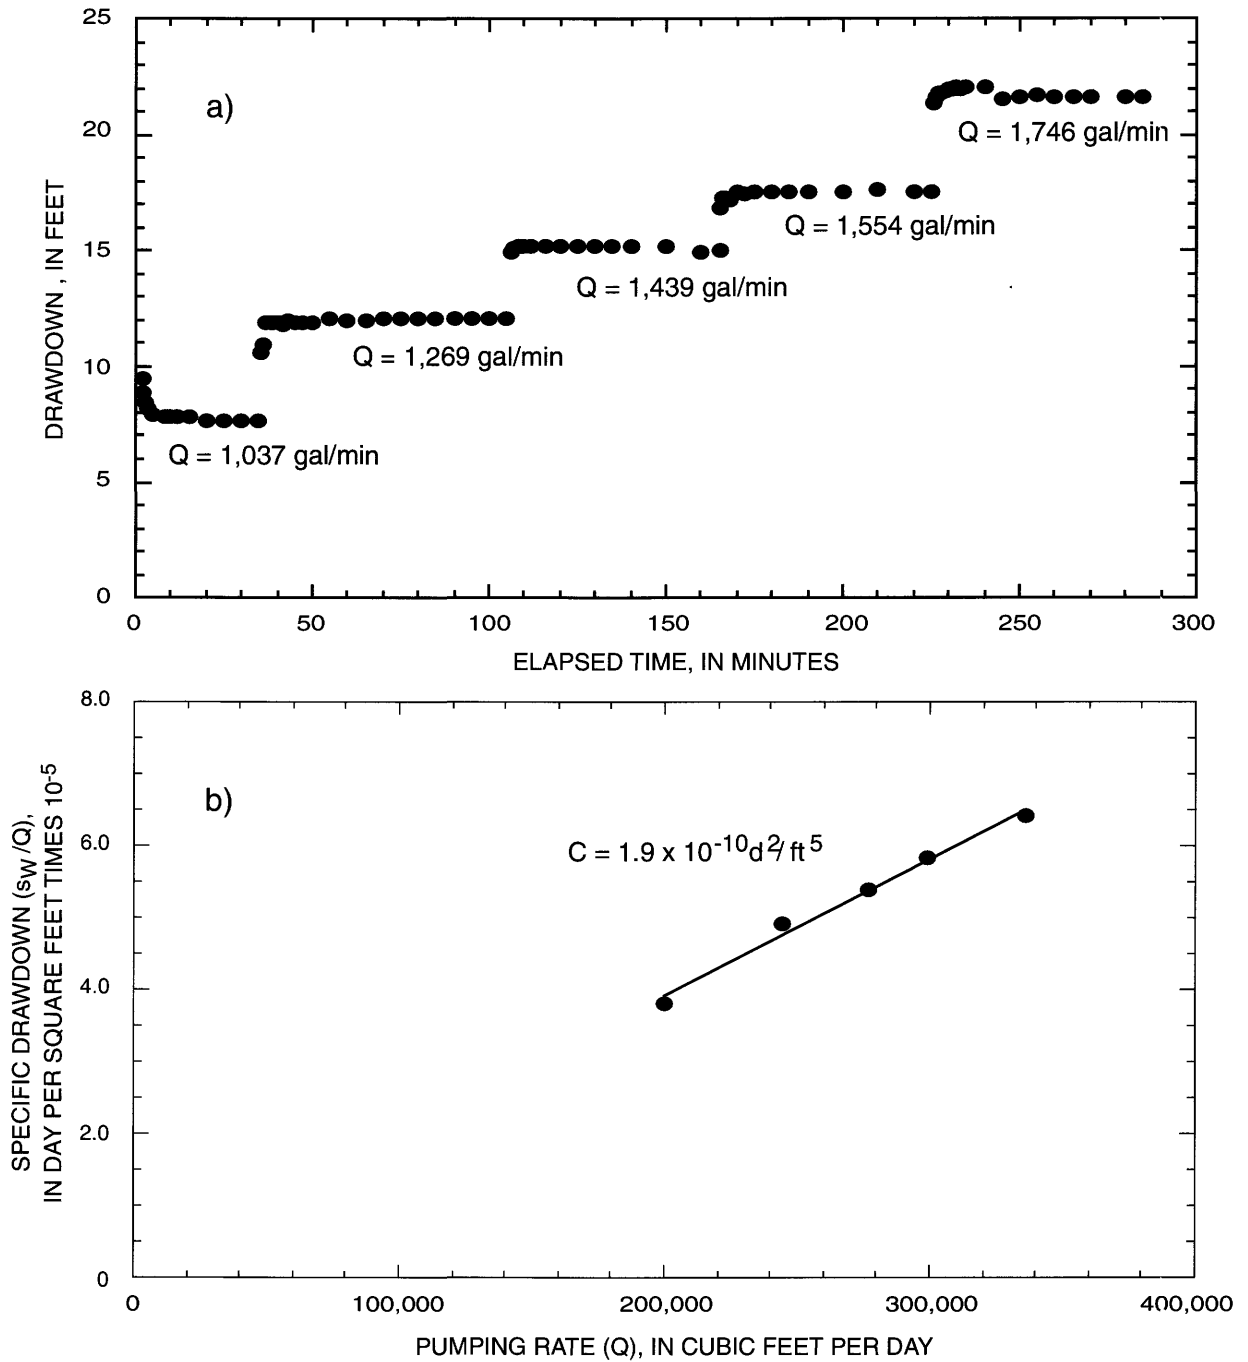 25
20
15
10
5
0
DRAWDOWN , IN FEET
a)
Q = 1,746 gal/min
Q = 1,554 gal/min
Q = 1,439 gal/min
Q = 1,269 gal/min
Q = 1,037 gal/min
0 50 100 150 200 250 300
ELAPSED TIME, IN MINUTES
8.0
6.0
4.0
2.0
0
SPECIFIC DRAWDOWN (sw/Q),
IN DAY PER SQUARE FEET TIMES 10-5
b)
C = 1.9 x 10-10d2/ft5
0 100,000 200,000 300,000 400,000
PUMPING RATE (Q), IN CUBIC FEET PER DAY